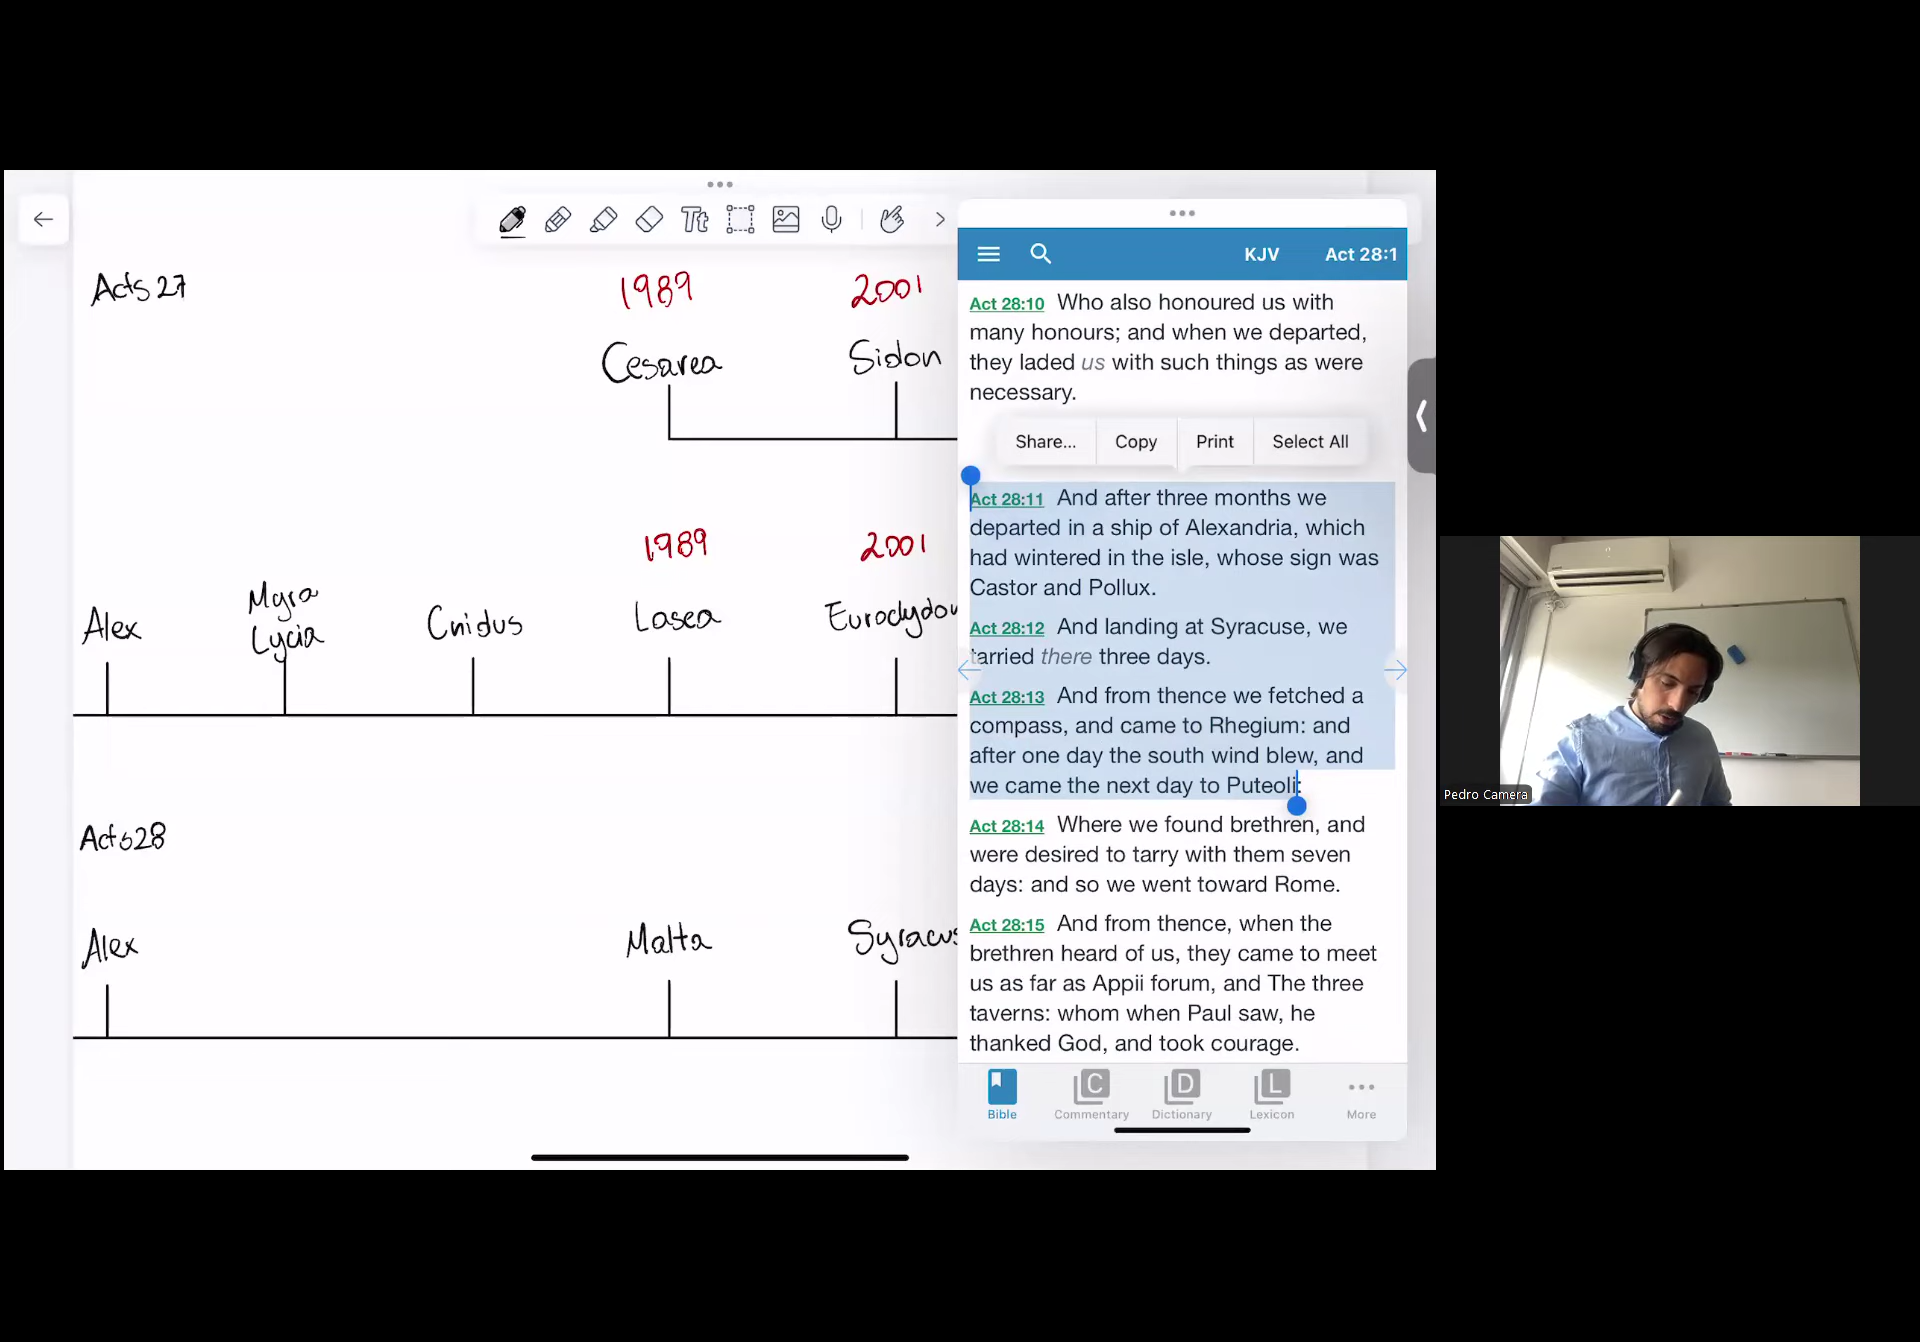 Acts 27
1989
2001
Cesarea
Sidon
1989
2001
Alex
Myra
Lycia
Cnidus
Lasea
Euroclydon
Acts 28
Alex
Malta
Syracus
Tt
KJV
Act 28:1
Act 28:10 Who also honoured us with
many honours; and when we departed,
they laded us with such things as were
necessary.
Share...
Copy
Print
Select All
Act 28:11 And after three months we
departed in a ship of Alexandria, which
had wintered in the isle, whose sign was
Castor and Pollux.
Act 28:12 And landing at Syracuse, we
tarried there three days.
Act 28:13 And from thence we fetched a
compass, and came to Rhegium: and
after one day the south wind blew, and
we came the next day to Puteoli:
Act 28:14 Where we found brethren, and
were desired to tarry with them seven
days: and so we went toward Rome.
Act 28:15 And from thence, when the
brethren heard of us, they came to meet
us as far as Appii forum, and The three
taverns: whom when Paul saw, he
thanked God, and took courage.
C
D
L
Bible
Commentary
Dictionary
Lexicon
More
Pedro Camera